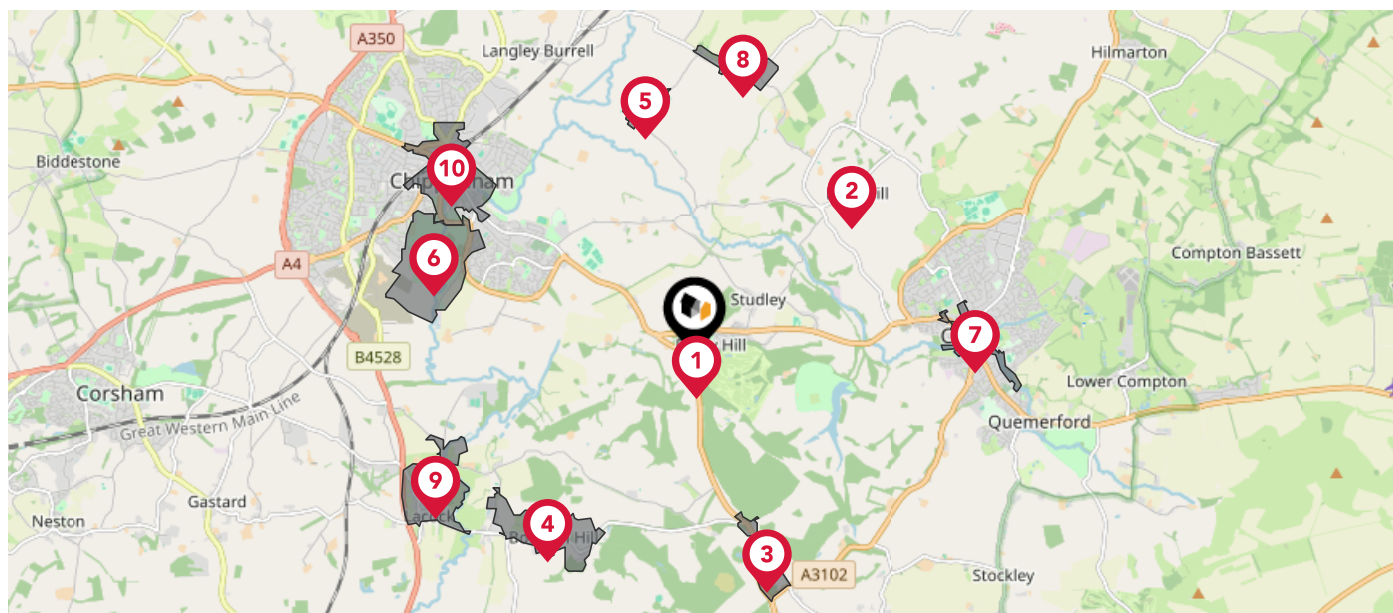 A350
Langley Burrell
Hilmarton
8
5
Biddestone
10
2
ill
6
Compton Bassett
A4
Studley
1
Hill
7
B4528
Corsham
Lower Compton
Great Western Main Line
Quemerford
9
Gastard
Neston
4
3
A3102
Stockley